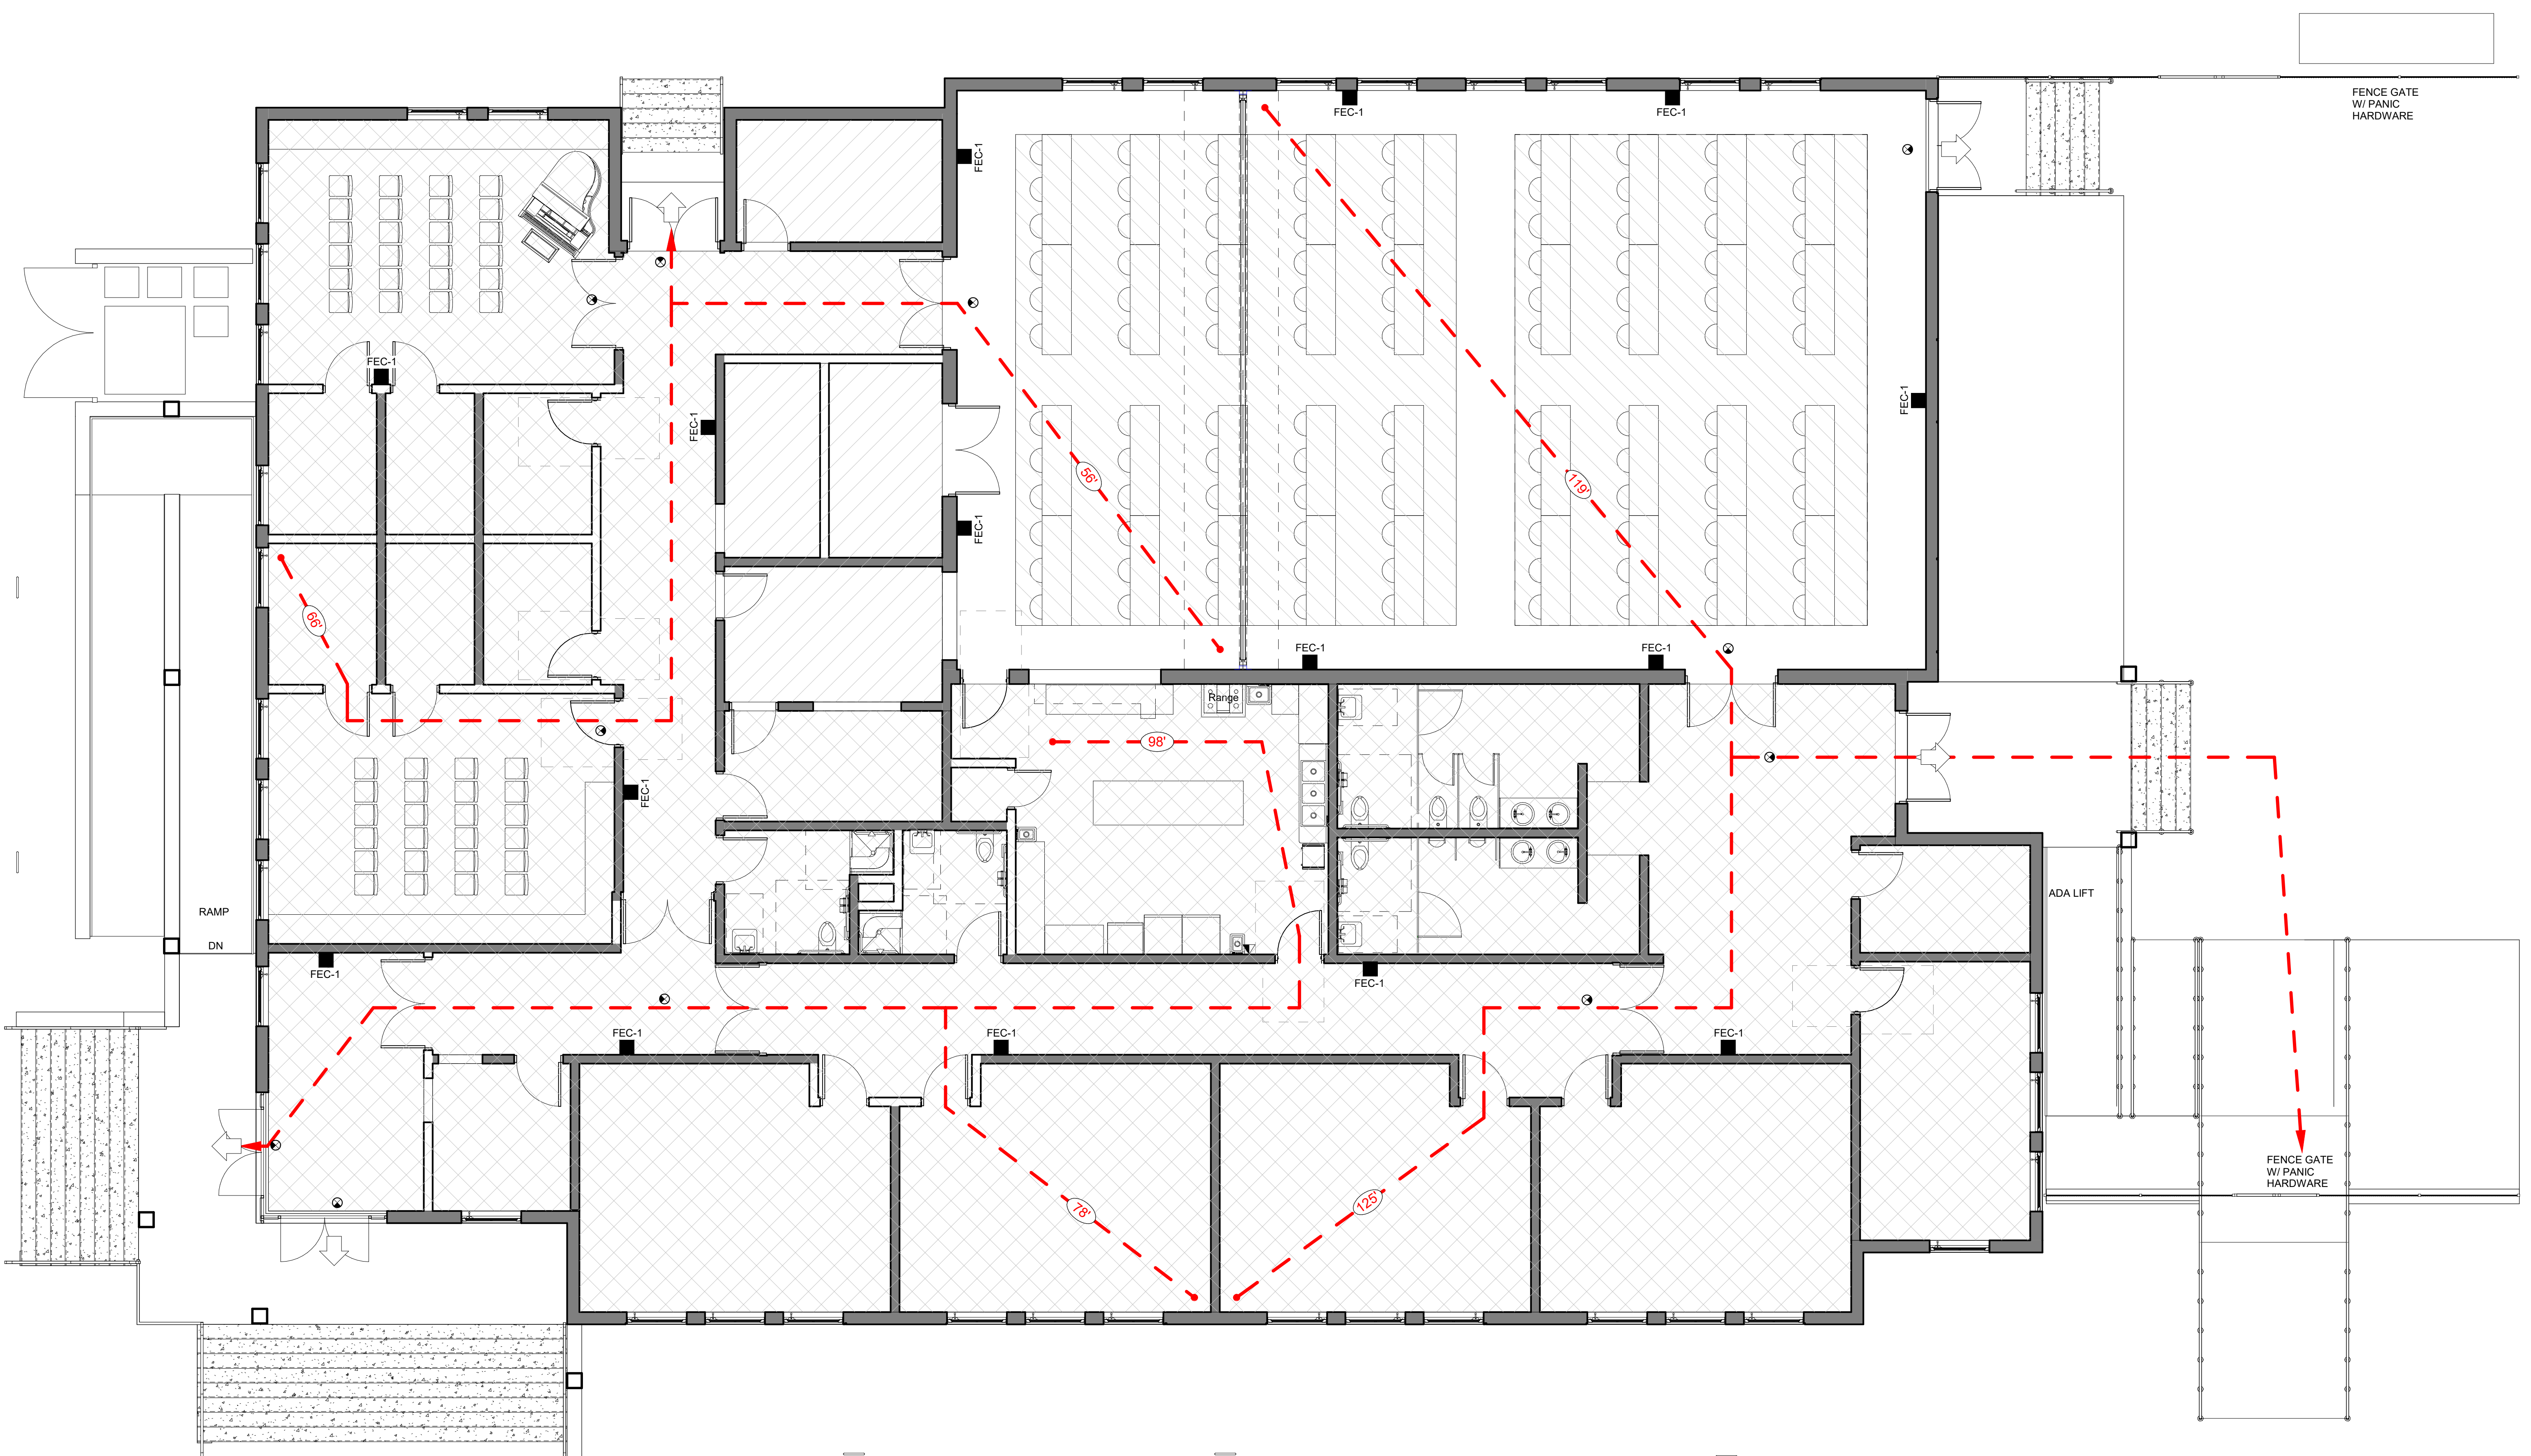 FENCE GATE
W/ PANIC
HARDWARE
FEC-1
FEC-1
FEC-1
FEC-1
FEC-1
FEC-1
FEC-1
56'
119'
66'
FEC-1
FEC-1
Range
98'
FEC-1
RAMP
DN
ADA LIFT
FEC-1
FEC-1
FEC-1
FEC-1
FEC-1
78'
125'
FENCE GATE
W/ PANIC
HARDWARE